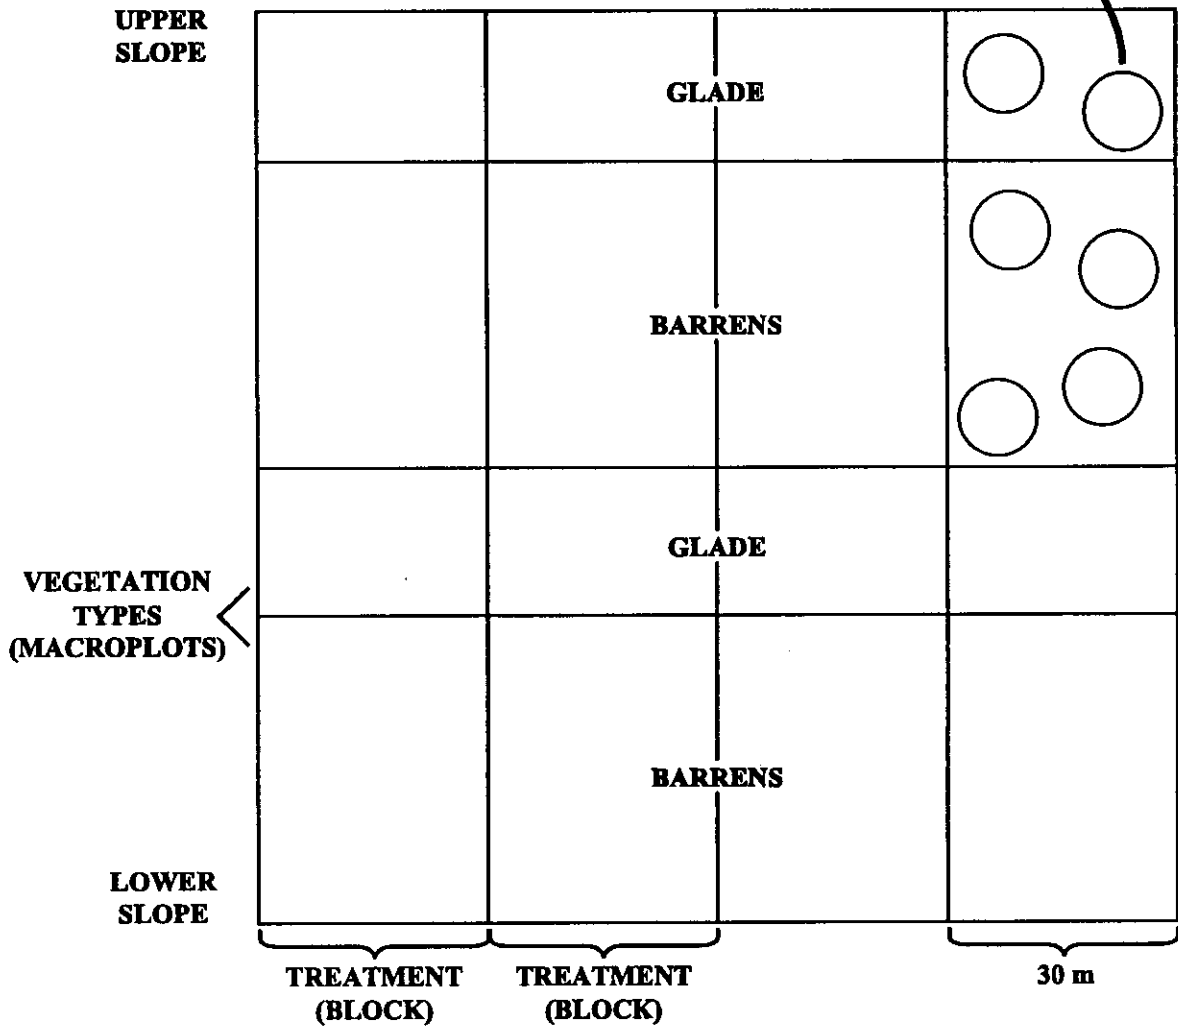 UPPER
SLOPE
GLADE
BARRENS
GLADE
VEGETATION
TYPES
(MACROPLOTS)
BARRENS
LOWER
SLOPE
TREATMENT
(BLOCK)
TREATMENT
(BLOCK)
30 m